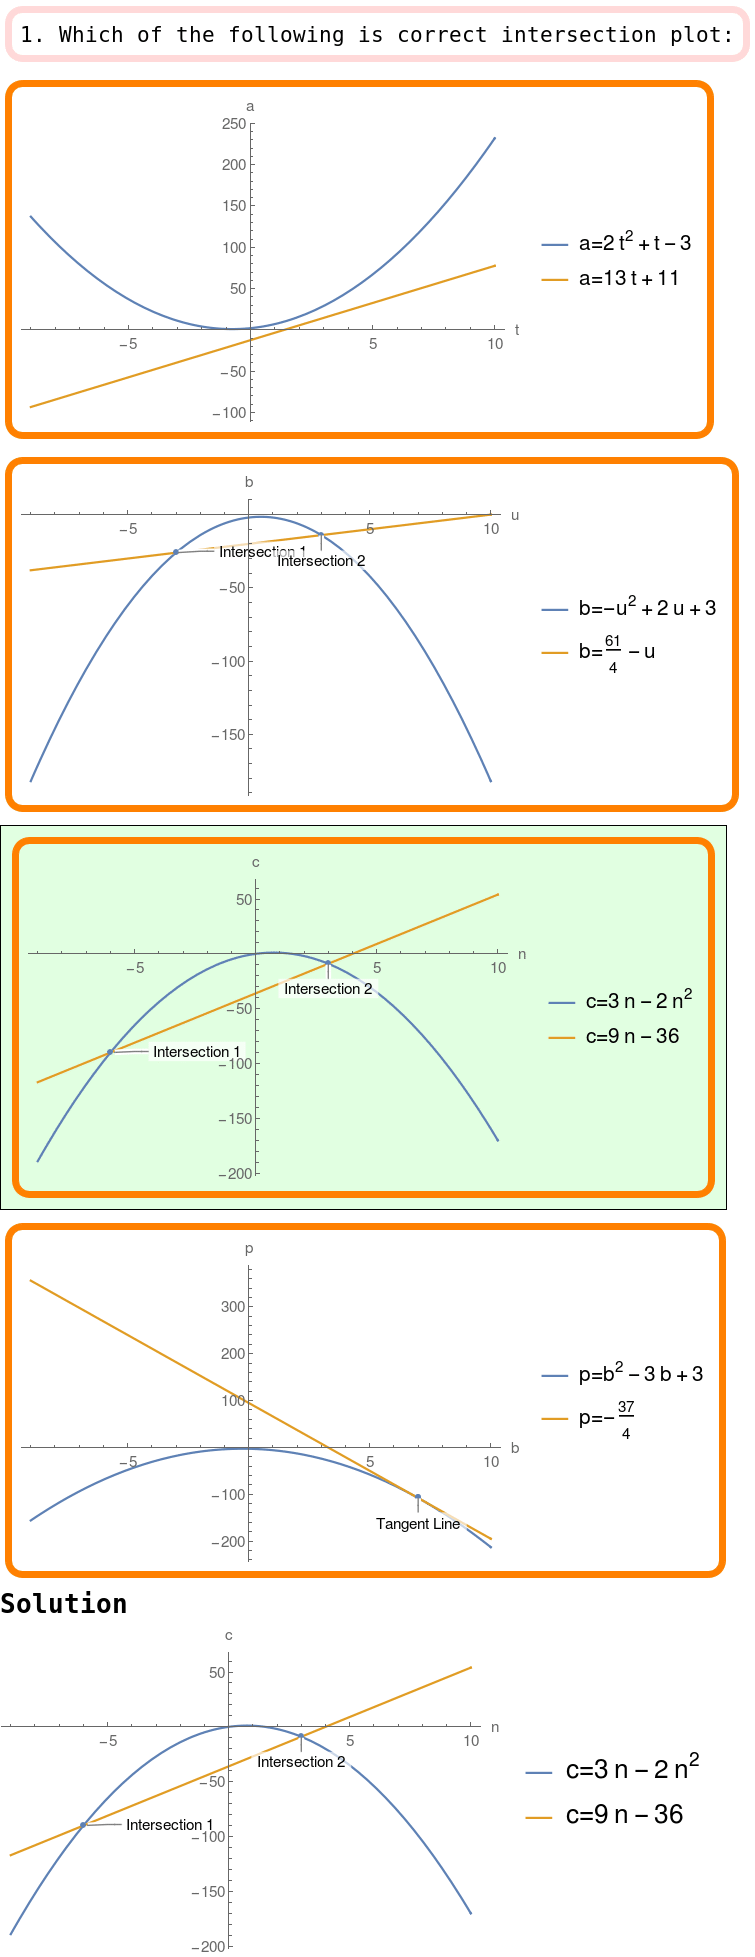 1. Which of the following is correct intersection plot:
a
250
200
150
100
50
−5 5 10 t
−50
−100
a=2 t² + t − 3
a=13 t + 11
b
−5 5 10 u
Intersection 1
Intersection 2
−50
−100
−150
b=−u² + 2 u + 3
b=61/4 − u
c
50
−5 5 10 n
Intersection 2
−50
Intersection 1
−100
−150
−200
c=3 n − 2 n²
c=9 n − 36
p
300
200
100
−5 5 10 b
−100
Tangent Line
−200
p=b² − 3 b + 3
p=−37/4
Solution
c
50
−5 5 10 n
Intersection 2
−50
Intersection 1
−100
−150
−200
c=3 n − 2 n²
c=9 n − 36